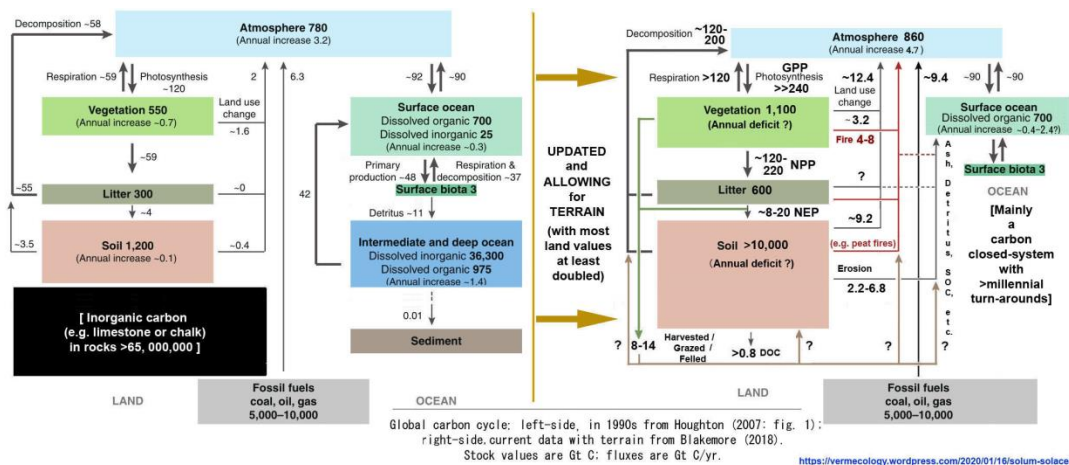 Decomposition ~58
Atmosphere 780
(Annual increase 3.2)
Respiration ~59
Photosynthesis
~120
2
6.3
~92
~90
Vegetation 550
(Annual increase ~0.7)
Land use
change
~1.6
Surface ocean
Dissolved organic 700
Dissolved inorganic 25
(Annual increase ~0.3)
~59
Primary
production ~48
Respiration &
decomposition ~37
Surface biota 3
~55
Litter 300
~0
42
~4
Detritus ~11
~3.5
Soil 1,200
(Annual increase ~0.1)
~0.4
Intermediate and deep ocean
Dissolved inorganic 36,300
Dissolved organic 975
(Annual increase ~1.4)
[ Inorganic carbon
(e.g. limestone or chalk)
in rocks >65, 000,000 ]
0.01
Sediment
LAND
Fossil fuels
coal, oil, gas
5,000–10,000
OCEAN
UPDATED
and
ALLOWING
for
TERRAIN
(with most
land values
at least
doubled)
Decomposition ~120-
200
Atmosphere 860
(Annual increase 4.7)
Respiration >120
GPP
Photosynthesis
>>240
~12.4
Land use
change
~3.2
~9.4
~90
~90
Vegetation 1,100
(Annual deficit ?)
Fire 4-8
Surface ocean
Dissolved organic 700
(Annual increase ~0.4-2.4?)
~120-
220
NPP
?
Surface biota 3
Litter 600
OCEAN
~8-20 NEP
~9.2
Soil >10,000
(Annual deficit ?)
(e.g. peat fires)
Erosion
2.2-6.8
Ash, Detritus, SOC, etc.
[Mainly
a
carbon
closed-system
with
>millennial
turn-arounds]
? 8-14
Harvested /
Grazed /
Felled
>0.8 DOC
?
?
?
LAND
Fossil fuels
coal, oil, gas
5,000–10,000
Global carbon cycle; left-side, in 1990s from Houghton (2007: fig. 1);
right-side.current data with terrain from Blakemore (2018).
Stock values are Gt C; fluxes are Gt C/yr.
https://vermecology.wordpress.com/2020/01/16/solum-solace